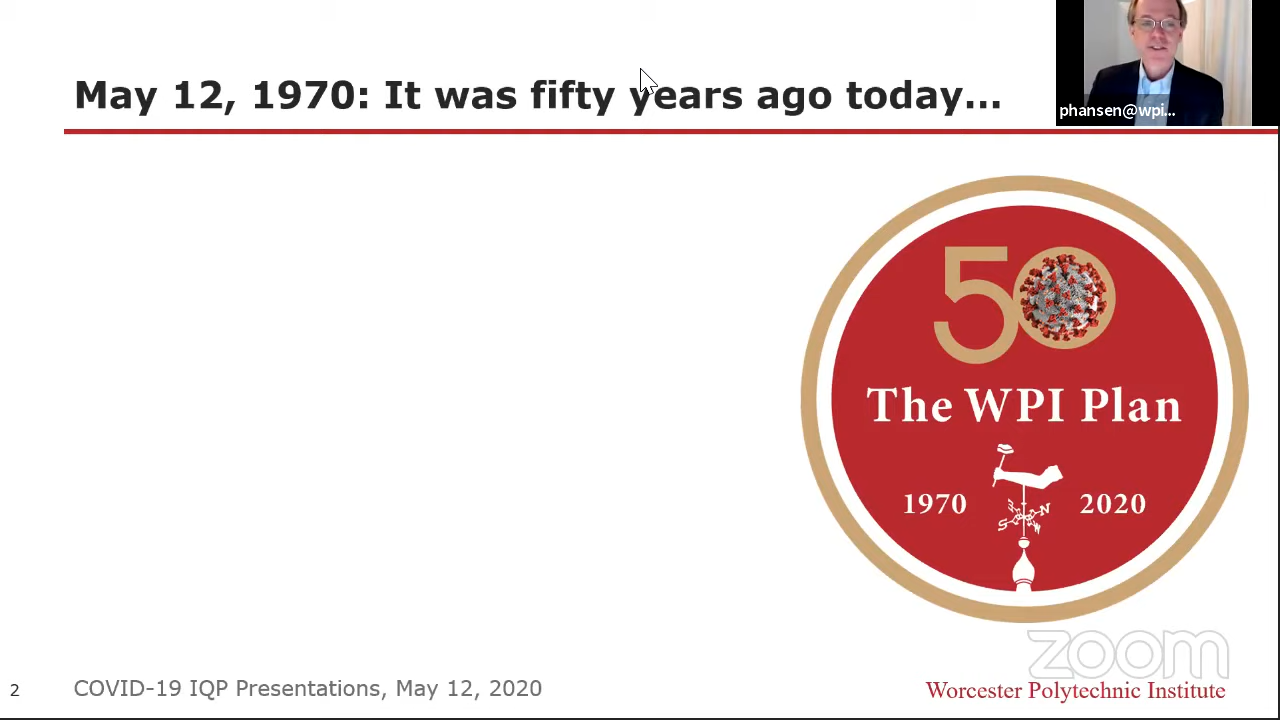 May 12, 1970: It was fifty years ago today...
phansen@wpi...
50
The WPI Plan
1970
2020
N
S
W
E
zoom
2
COVID-19 IQP Presentations, May 12, 2020
Worcester Polytechnic Institute